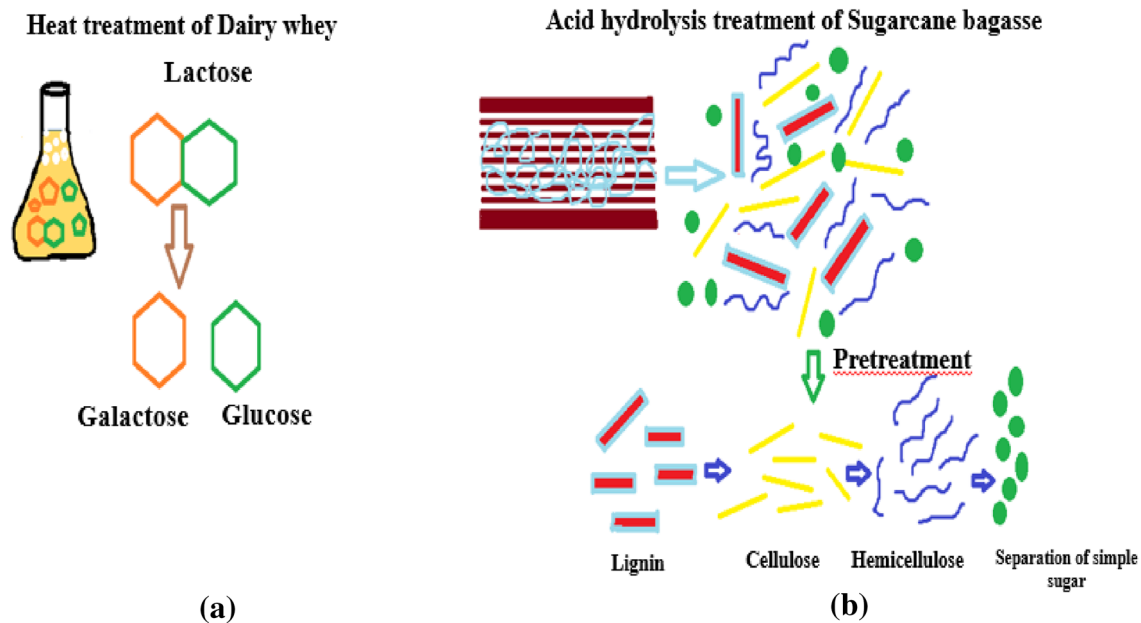 Heat treatment of Dairy whey
Lactose
Galactose
Glucose
(a)
Acid hydrolysis treatment of Sugarcane bagasse
Pretreatment
Lignin
Cellulose
Hemicellulose
Separation of simple
sugar
(b)